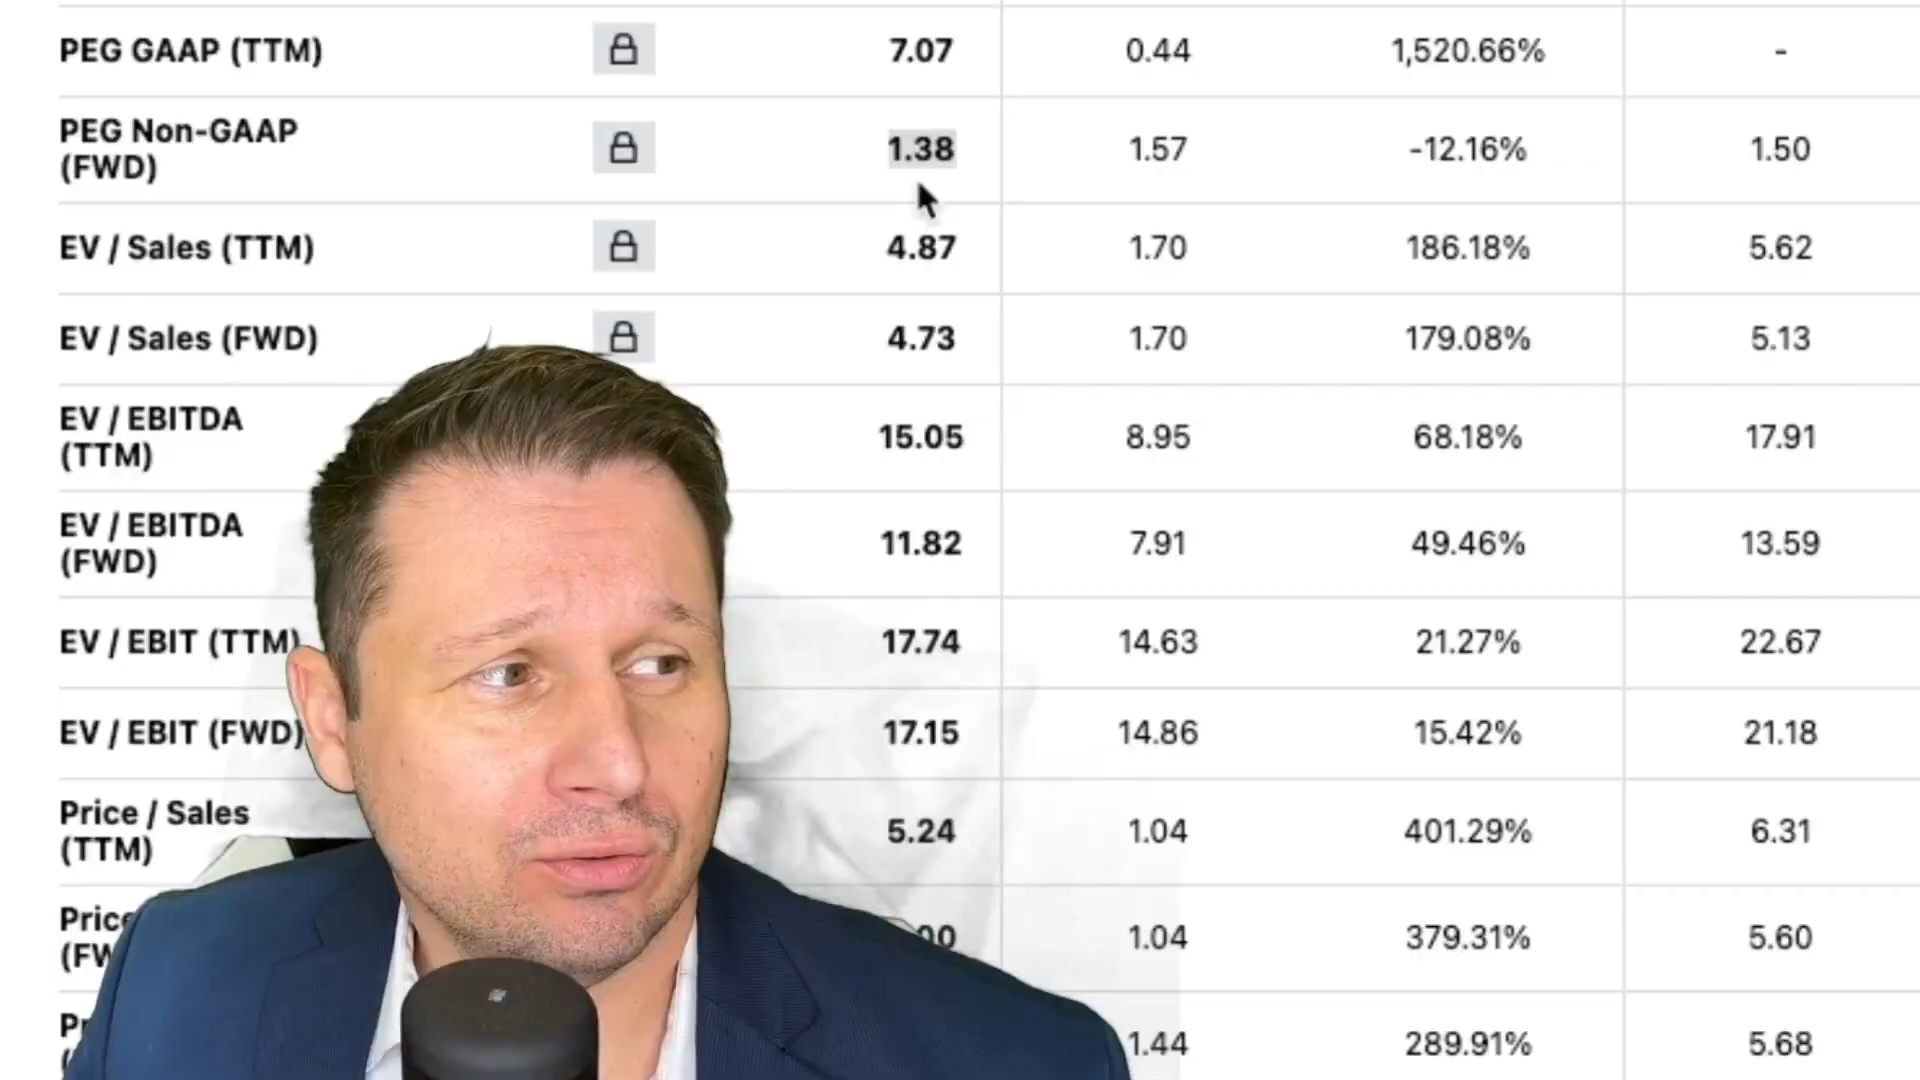 PEG GAAP (TTM) 7.07 0.44 1,520.66% -
PEG Non-GAAP
(FWD) 1.38 1.57 -12.16% 1.50
EV / Sales (TTM) 4.87 1.70 186.18% 5.62
EV / Sales (FWD) 4.73 1.70 179.08% 5.13
EV / EBITDA
(TTM) 15.05 8.95 68.18% 17.91
EV / EBITDA
(FWD) 11.82 7.91 49.46% 13.59
EV / EBIT (TTM) 17.74 14.63 21.27% 22.67
EV / EBIT (FWD) 17.15 14.86 15.42% 21.18
Price / Sales
(TTM) 5.24 1.04 401.29% 6.31
1.04 379.31% 5.60
1.44 289.91% 5.68